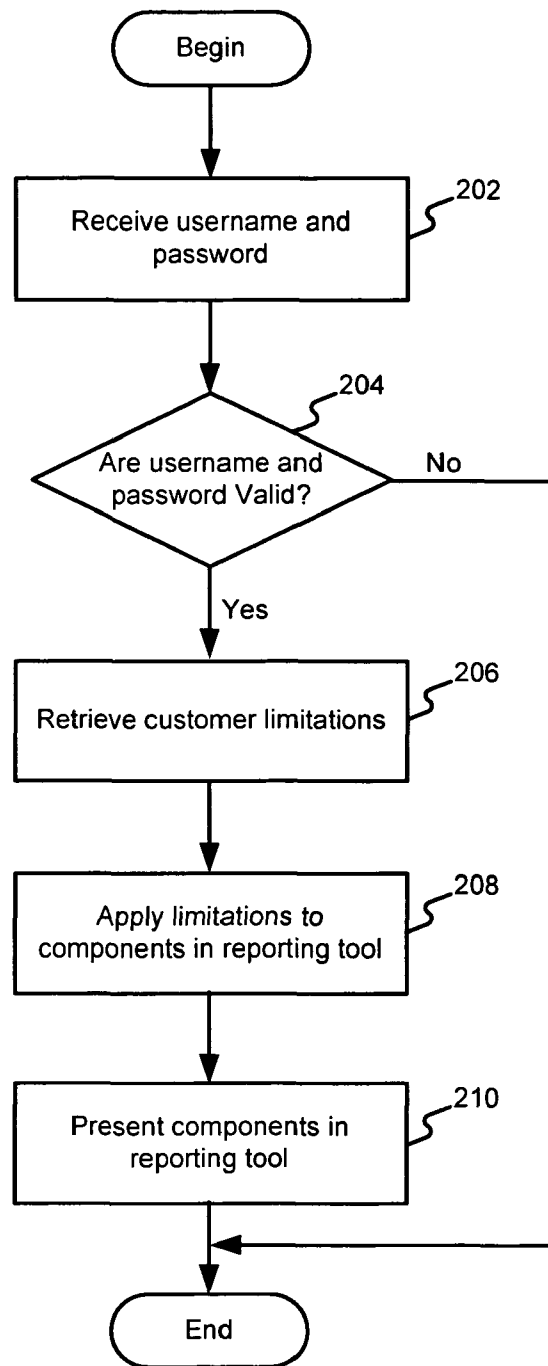 Begin
202
Receive username and
password
204
Are username and
password Valid?
No
Yes
206
Retrieve customer limitations
208
Apply limitations to
components in reporting tool
210
Present components in
reporting tool
End